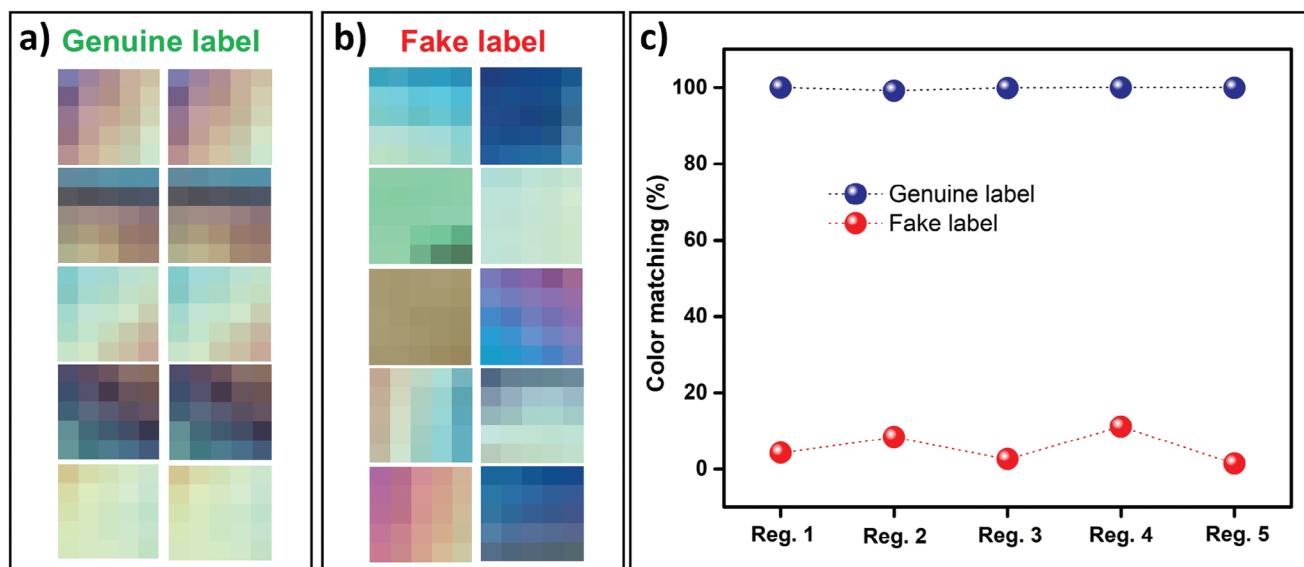 a) Genuine label
b) Fake label
c)
Color matching (%)
100
80
60
40
20
0
Genuine label
Fake label
Reg. 1 Reg. 2 Reg. 3 Reg. 4 Reg. 5